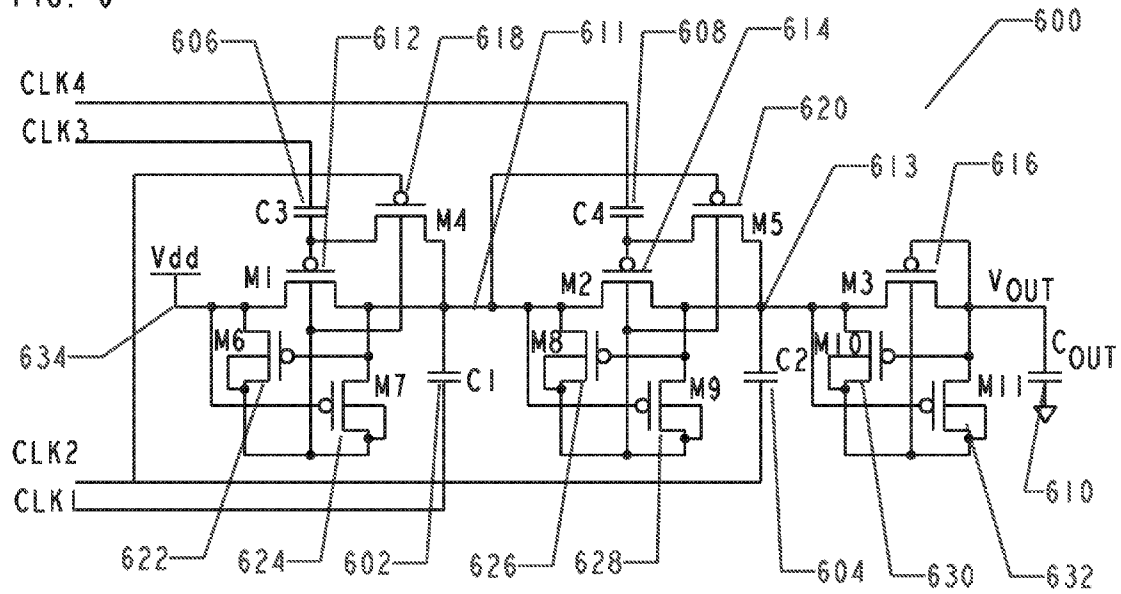 FIG. 6
606 612 618 611 608 614 600
CLK4
620
CLK3
613 616
C3 M4 C4 M5
Vdd M1 M2 M3 VOUT
634 M6 M8 M10 COUT
M7 C1 M9 C2 M11
CLK2
CLK1 610
622 624 602 626 628 604 630 632